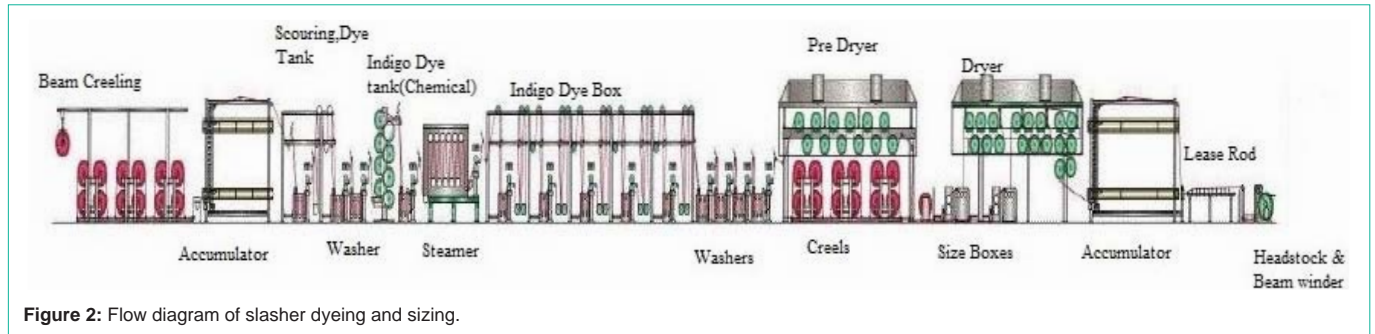 Scouring,Dye
Tank
Pre Dryer
Beam Creeling
Indigo Dye
tank(Chemical)
Indigo Dye Box
Dryer
Lease Rod
Accumulator
Washer
Steamer
Washers
Creels
Size Boxes
Accumulator
Headstock &
Beam winder
Figure 2: Flow diagram of slasher dyeing and sizing.